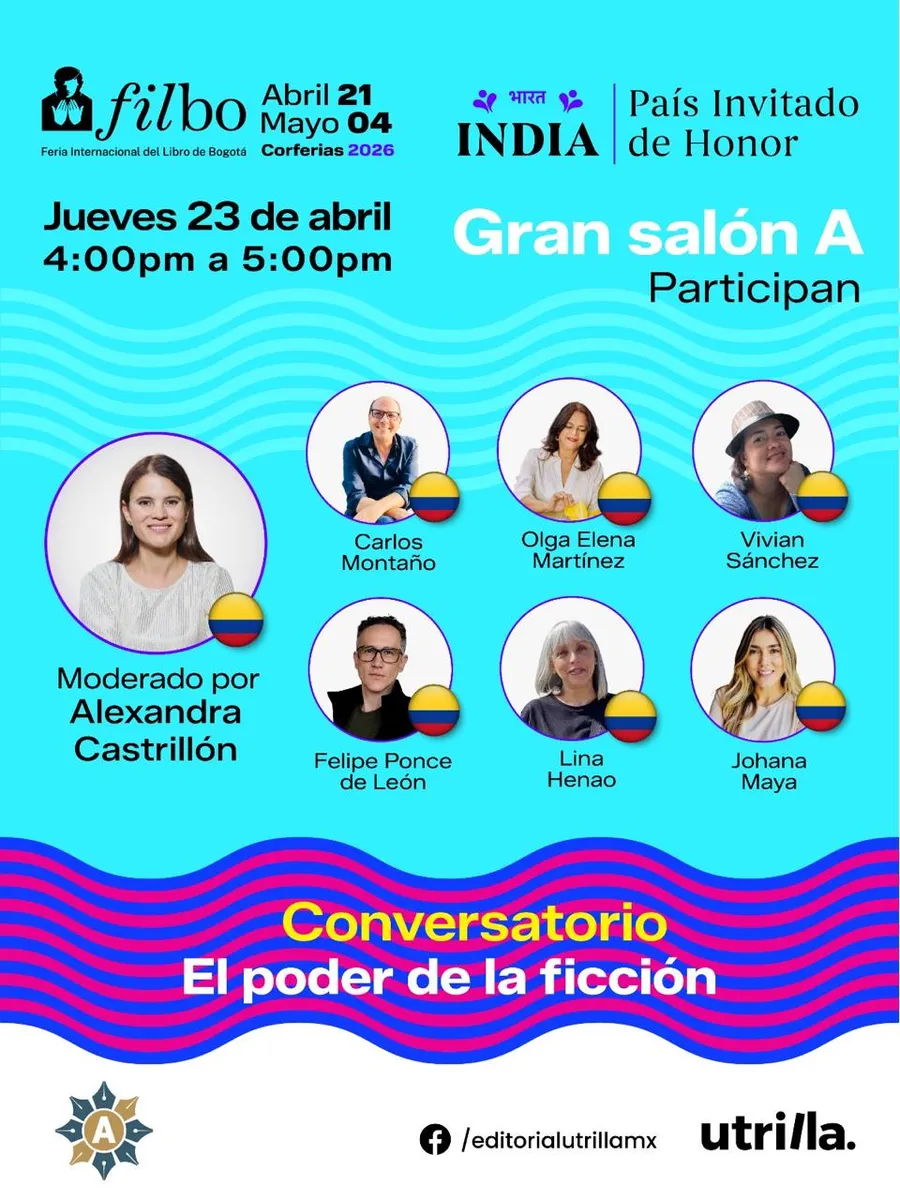 filbo
Feria Internacional del Libro de Bogotá
Abril 21
Mayo 04
Corferias 2026
भारत
INDIA
País Invitado
de Honor
Jueves 23 de abril
4:00pm a 5:00pm
Gran salón A
Participan
Carlos
Montaño
Olga Elena
Martínez
Vivian
Sánchez
Moderado por
Alexandra
Castrillón
Felipe Ponce
de León
Lina
Henao
Johana
Maya
Conversatorio
El poder de la ficción
A
/editorialutrillamx
utrilla.